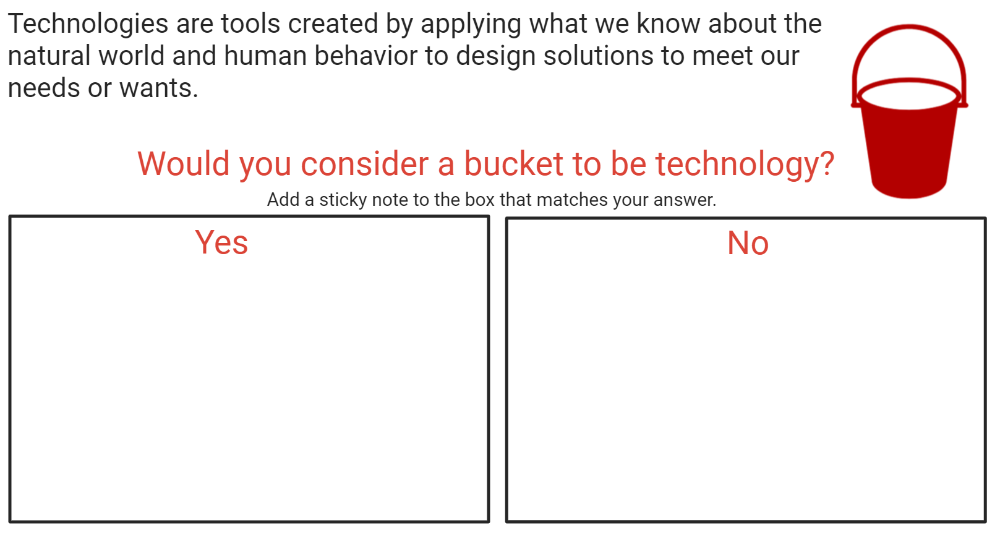 Technologies are tools created by applying what we know about the
natural world and human behavior to design solutions to meet our
needs or wants.
Would you consider a bucket to be technology?
Add a sticky note to the box that matches your answer.
Yes
No